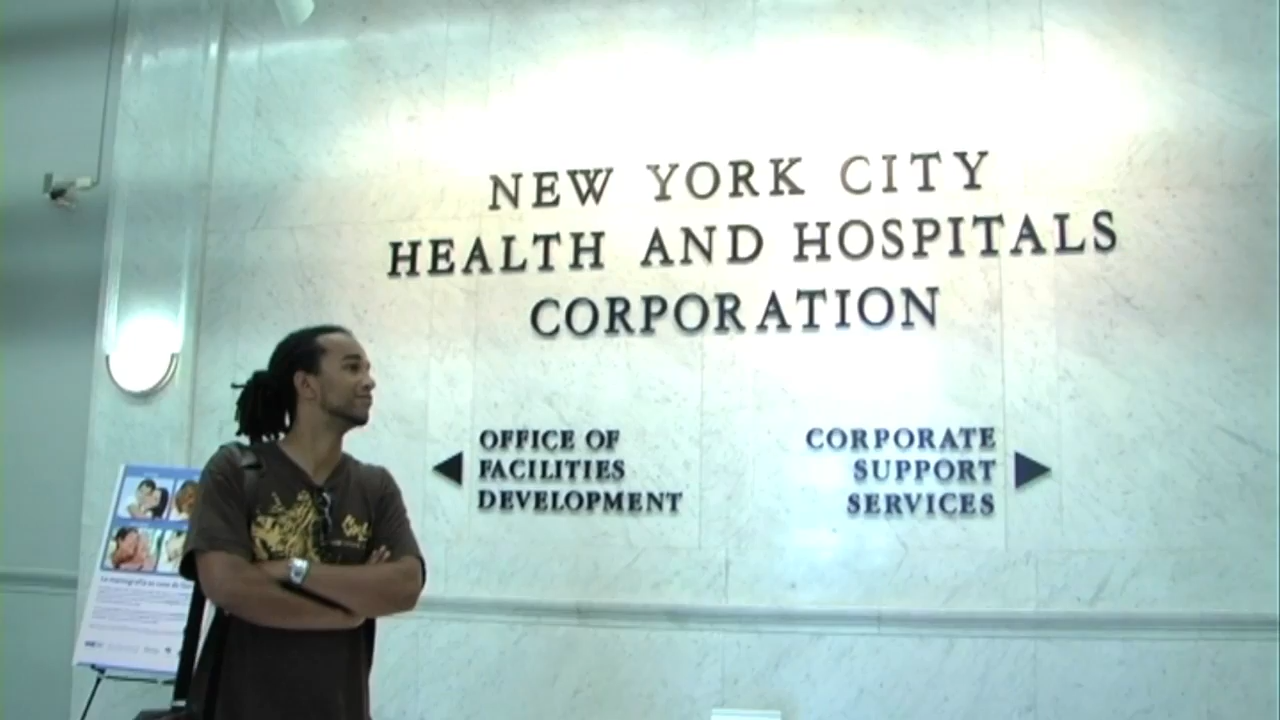 NEW YORK CITY
HEALTH AND HOSPITALS
CORPORATION
OFFICE OF
FACILITIES
DEVELOPMENT
CORPORATE
SUPPORT
SERVICES